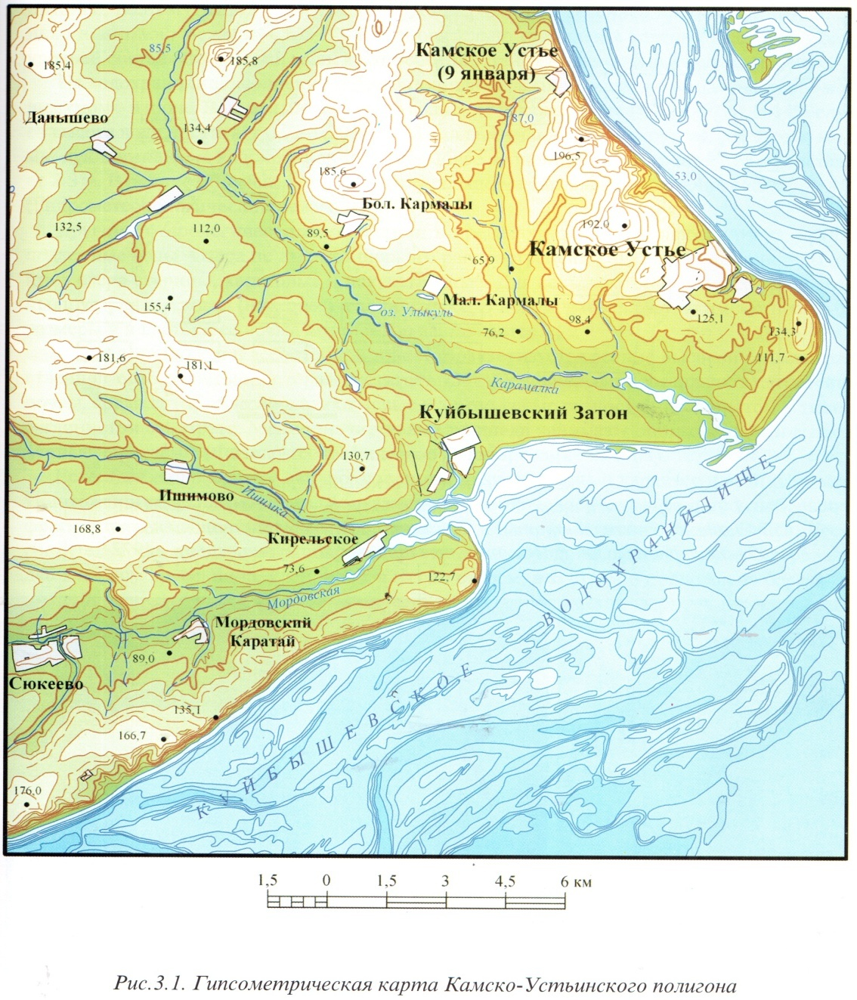 85,5
185,4
185,8
Камское Устье
(9 января)
Данышево
134,4
87,0
140
196,5
185,6
53,0
Бол. Кармалы
132,5
112,0
89,5
192,0
Камское Устье
65,9
155,4
оз. Улыкуль
Мал. Кармалы
76,2
98,4
125,1
134,3
181,6
181,1
111,7
Карамалка
Куйбышевский Затон
130,7
Ишимово
Ишимка
168,8
Кирельское
73,6
122,7
Мордовская
Мордовский
Каратай
89,0
Сюкеево
135,1
166,7
176,0
КУЙБЫШЕВСКОЕ ВОДОХРАНИЛИЩЕ
1,5 0 1,5 3 4,5 6 км
Рис.3.1. Гипсометрическая карта Камско-Устьинского полигона